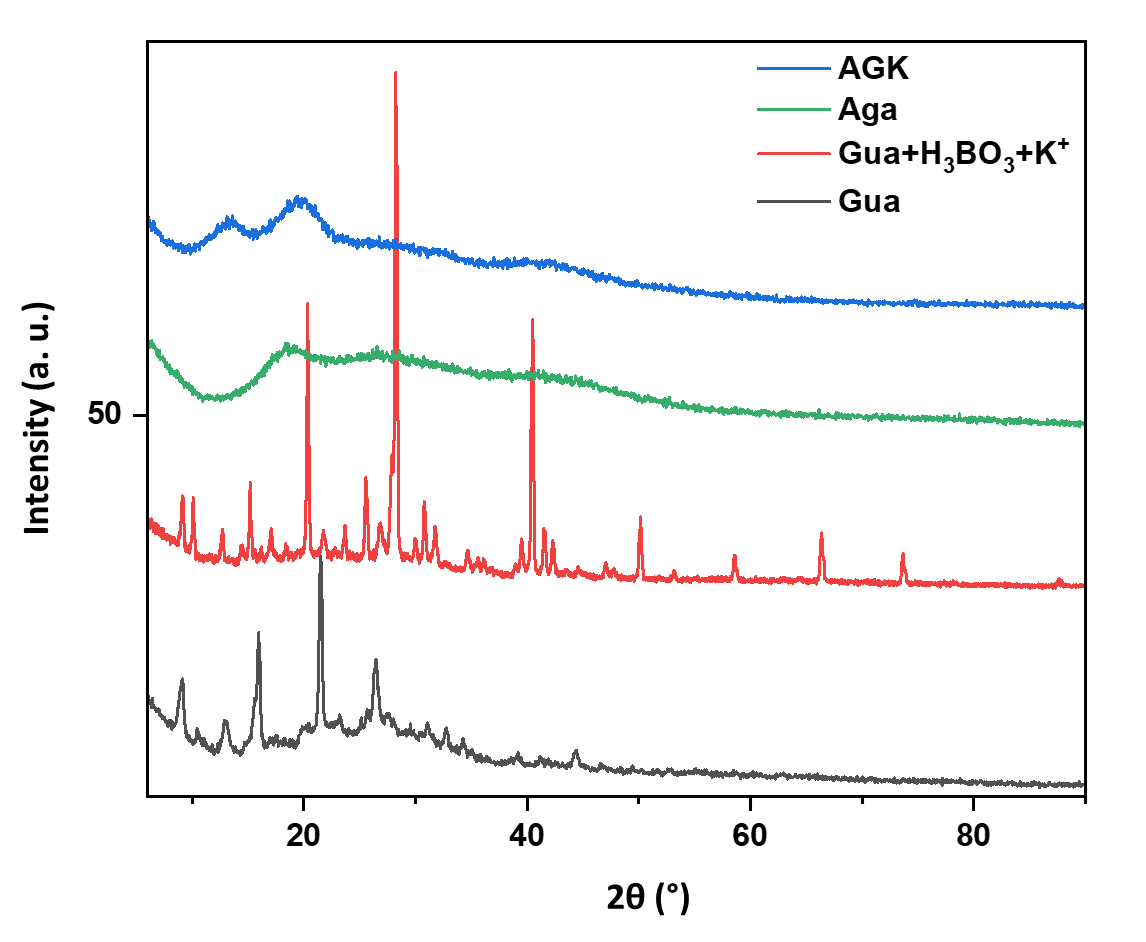 AGK
Aga
Gua+H₃BO₃+K⁺
Gua
Intensity (a. u.)
50
20 40 60 80
2θ (°)